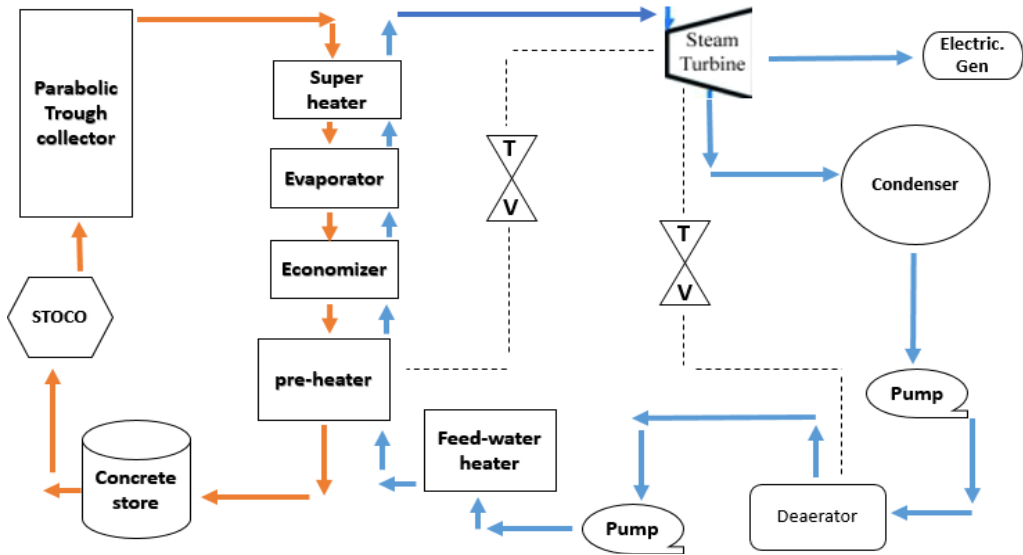 Parabolic
Trough
collector
Super
heater
Evaporator
Economizer
pre-heater
STOCO
Concrete
store
Feed-water
heater
Pump
Deaerator
Pump
Condenser
Electric.
Gen
Steam
Turbine
T
V
T
V